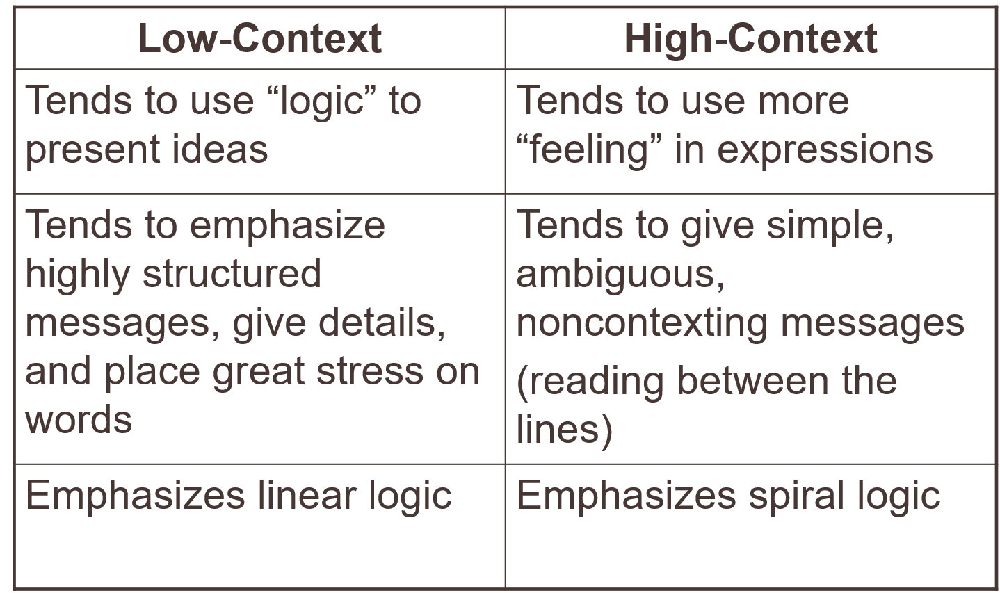 Low-Context
High-Context
Tends to use “logic” to
present ideas
Tends to use more
“feeling” in expressions
Tends to emphasize
highly structured
messages, give details,
and place great stress on
words
Tends to give simple,
ambiguous,
noncontexting messages
(reading between the
lines)
Emphasizes linear logic
Emphasizes spiral logic